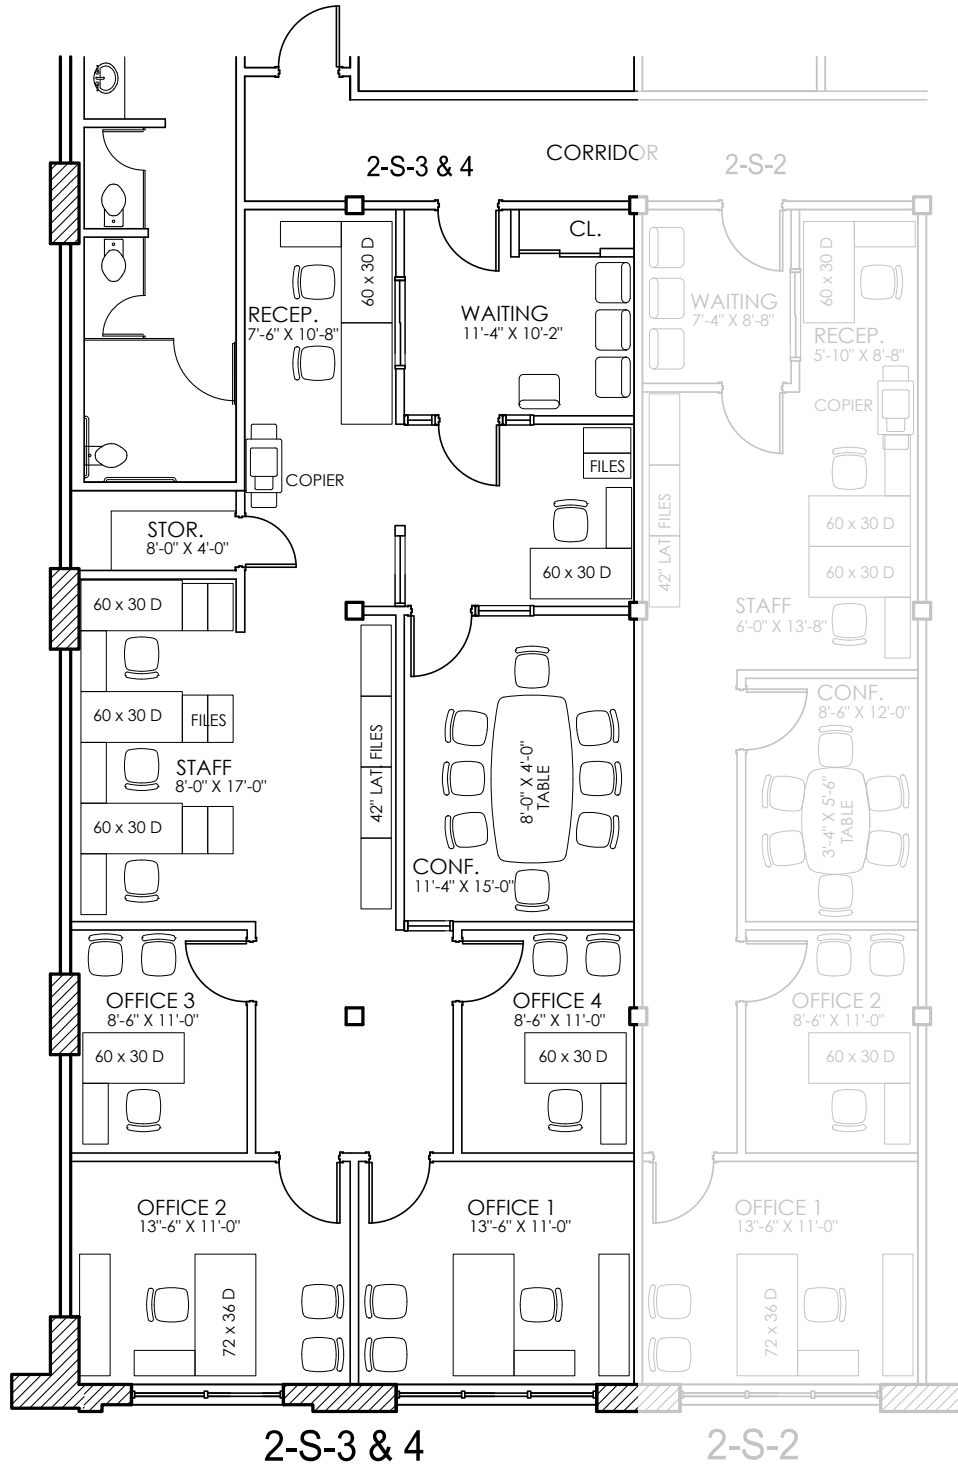 CORRIDOR
2-S-3 & 4
2-S-2
CL.
60 x 30 D
RECEP.
7'-6" X 10'-8"
WAITING
11'-4" X 10'-2"
WAITING
7'-4" X 8'-8"
60 x 30 D
RECEP.
5'-10" X 8'-8"
COPIER
COPIER
FILES
STOR.
8'-0" X 4'-0"
60 x 30 D
42" LAT. FILES
60 x 30 D
60 x 30 D
60 x 30 D
STAFF
6'-0" X 13'-8"
60 x 30 D
FILES
STAFF
8'-0" X 17'-0"
60 x 30 D
42" LAT. FILES
8'-0" X 4'-0"
TABLE
CONF.
11'-4" X 15'-0"
CONF.
8'-6" X 12'-0"
3'-4" X 5'-6"
TABLE
OFFICE 3
8'-6" X 11'-0"
60 x 30 D
OFFICE 4
8'-6" X 11'-0"
60 x 30 D
OFFICE 2
8'-6" X 11'-0"
60 x 30 D
OFFICE 2
13"-6" X 11'-0"
72 x 36 D
OFFICE 1
13"-6" X 11'-0"
OFFICE 1
13"-6" X 11'-0"
72 x 36 D
2-S-3 & 4
2-S-2